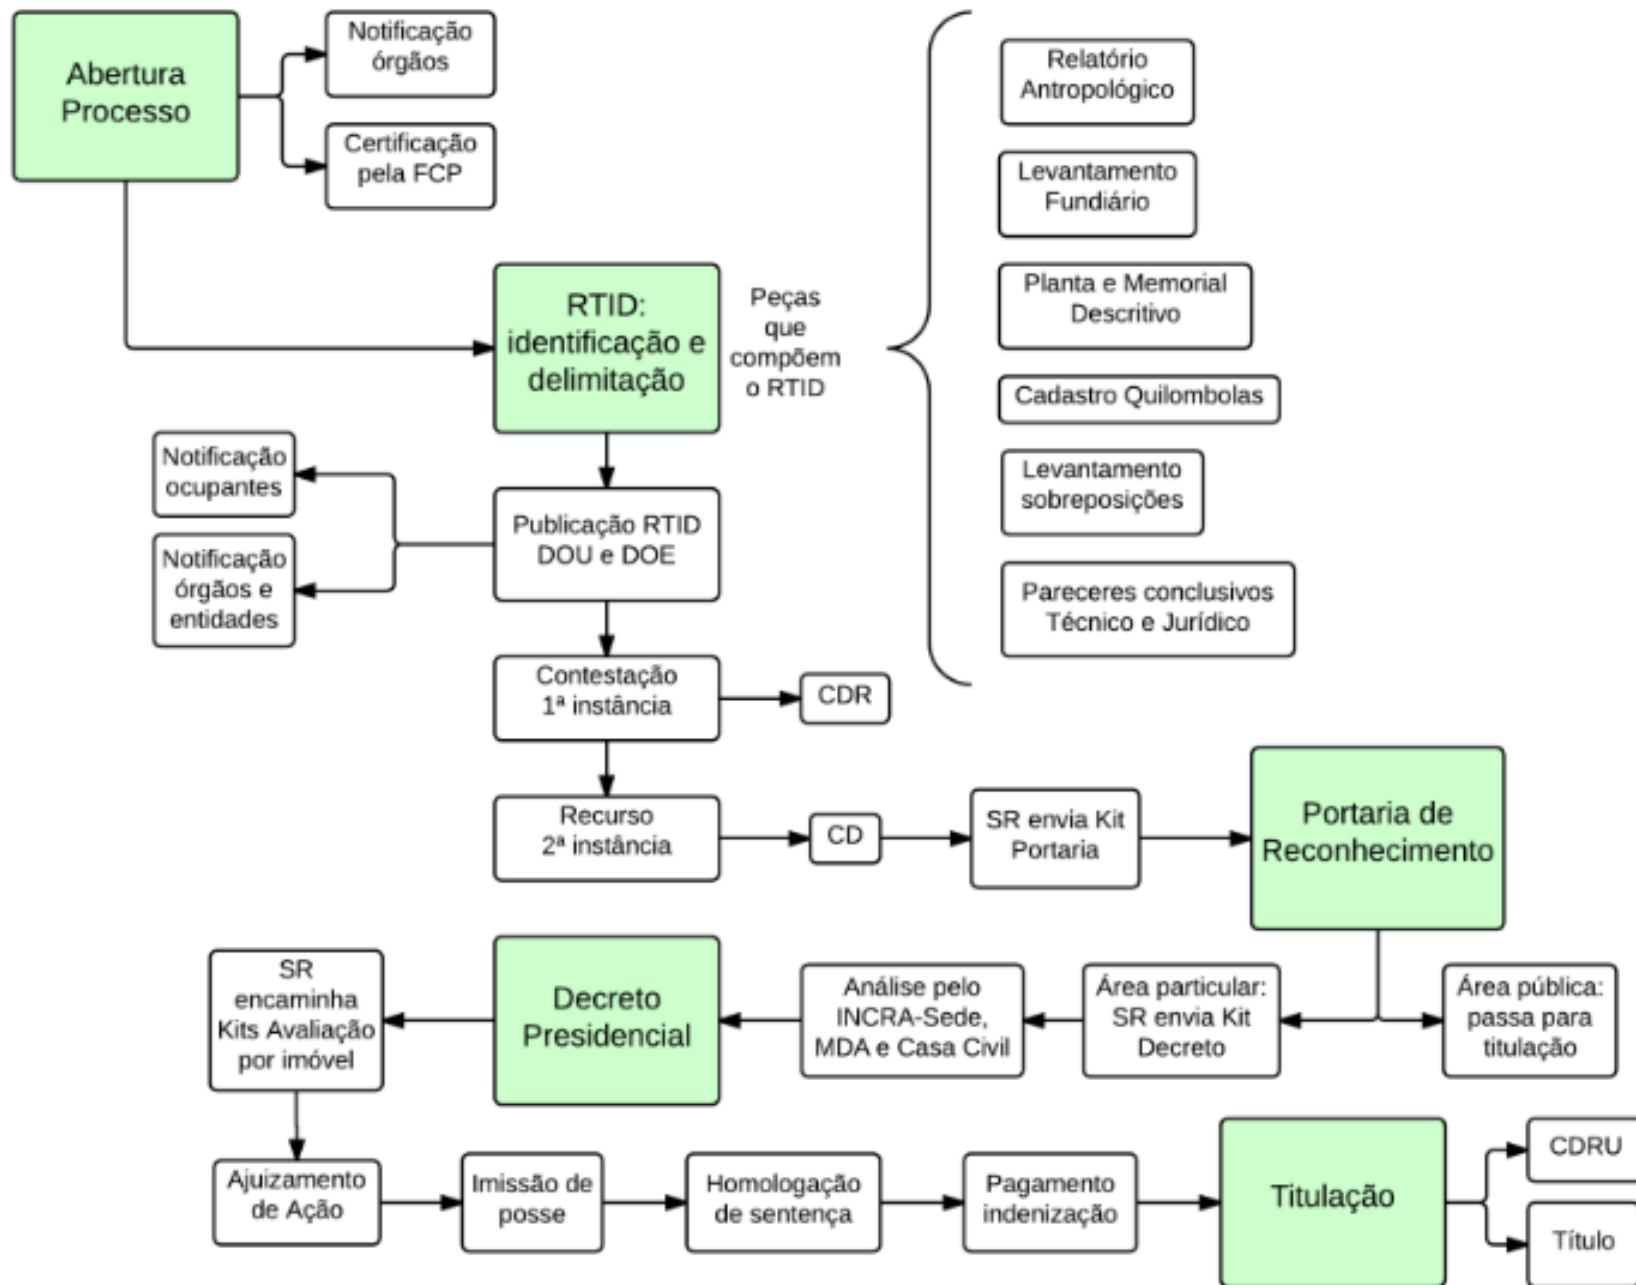 Abertura
Processo
Notificação
órgãos
Certificação
pela FCP
RTID:
identificação e
delimitação
Peças
que
compõem
o RTID
Relatório
Antropológico
Levantamento
Fundiário
Planta e Memorial
Descritivo
Cadastro Quilombolas
Levantamento
sobreposições
Pareceres conclusivos
Técnico e Jurídico
Notificação
ocupantes
Notificação
órgãos e
entidades
Publicação RTID
DOU e DOE
Contestação
1ª instância
CDR
Recurso
2ª instância
CD
SR envia Kit
Portaria
Portaria de
Reconhecimento
Área pública:
passa para
titulação
Área particular:
SR envia Kit
Decreto
Análise pelo
INCRA-Sede,
MDA e Casa Civil
Decreto
Presidencial
SR
encaminha
Kits Avaliação
por imóvel
Ajuizamento
de Ação
Imissão de
posse
Homologação
de sentença
Pagamento
indenização
Titulação
CDRU
Título